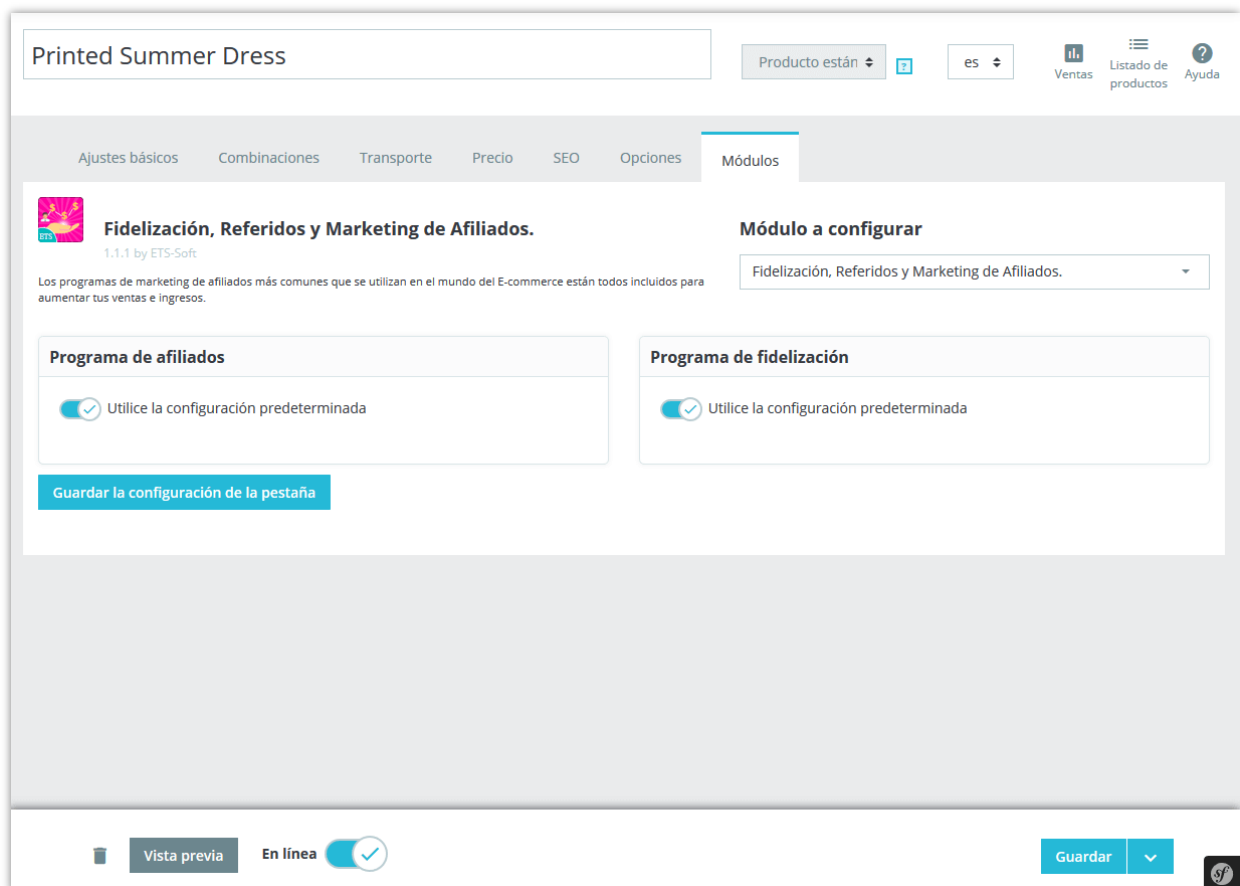 Printed Summer Dress
Producto están
?
es
Ventas
Listado de
productos
Ayuda
Ajustes básicos
Combinaciones
Transporte
Precio
SEO
Opciones
Módulos
ETS
Fidelización, Referidos y Marketing de Afiliados.
1.1.1 by ETS-Soft
Los programas de marketing de afiliados más comunes que se utilizan en el mundo del E-commerce están todos incluidos para
aumentar tus ventas e ingresos.
Módulo a configurar
Fidelización, Referidos y Marketing de Afiliados.
Programa de afiliados
Utilice la configuración predeterminada
Programa de fidelización
Utilice la configuración predeterminada
Guardar la configuración de la pestaña
Vista previa
En línea
Guardar
sf